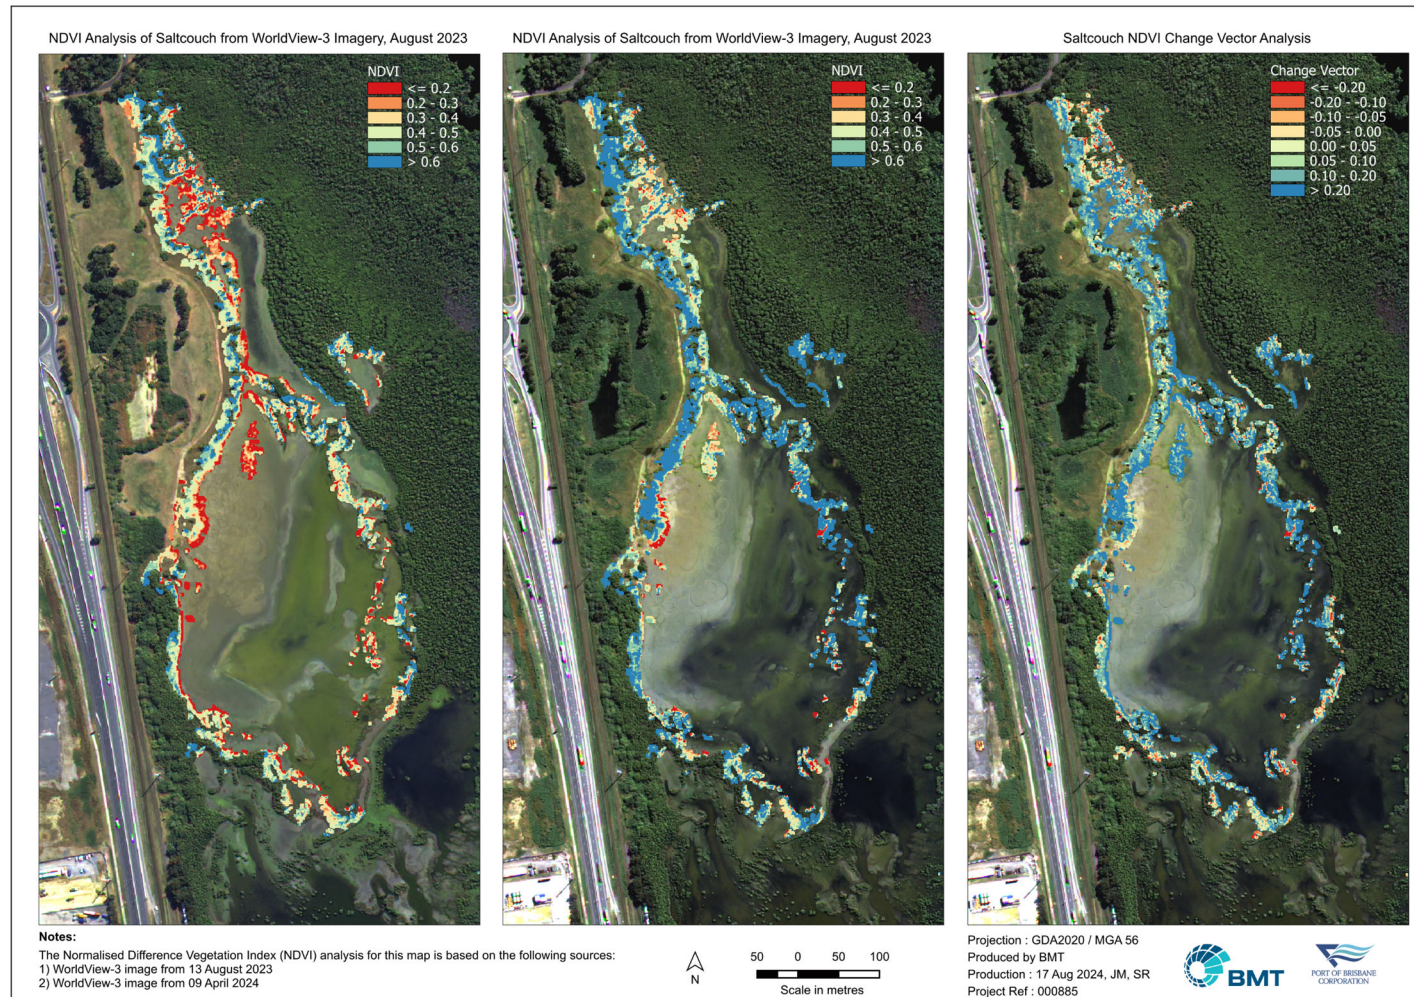 NDVI Analysis of Saltcouch from WorldView-3 Imagery, August 2023
NDVI
<= 0.2
0.2 - 0.3
0.3 - 0.4
0.4 - 0.5
0.5 - 0.6
> 0.6
NDVI Analysis of Saltcouch from WorldView-3 Imagery, August 2023
NDVI
<= 0.2
0.2 - 0.3
0.3 - 0.4
0.4 - 0.5
0.5 - 0.6
> 0.6
Saltcouch NDVI Change Vector Analysis
Change Vector
<= -0.20
-0.20 - -0.10
-0.10 - -0.05
-0.05 - 0.00
0.00 - 0.05
0.05 - 0.10
0.10 - 0.20
> 0.20
Notes:
The Normalised Difference Vegetation Index (NDVI) analysis for this map is based on the following sources:
1) WorldView-3 image from 13 August 2023
2) WorldView-3 image from 09 April 2024
N
50 0 50 100
Scale in metres
Projection : GDA2020 / MGA 56
Produced by BMT
Production : 17 Aug 2024, JM, SR
Project Ref : 000885
BMT
PORT OF BRISBANE
CORPORATION